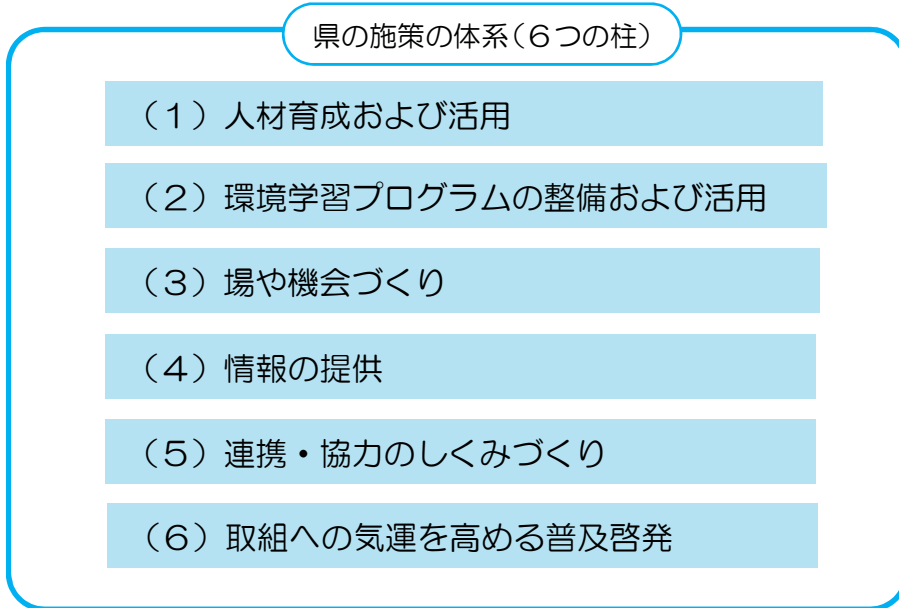 県の施策の体系（６つの柱）
（１）人材育成および活用
（２）環境学習プログラムの整備および活用
（３）場や機会づくり
（４）情報の提供
（５）連携・協力のしくみづくり
（６）取組への気運を高める普及啓発